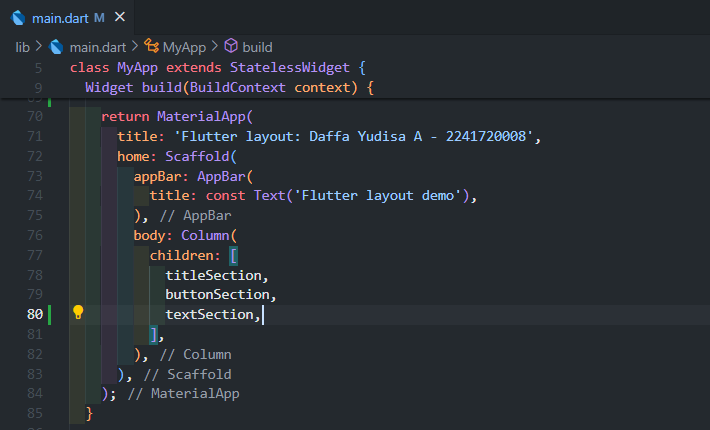 main.dart M
lib > main.dart > MyApp > build
5 class MyApp extends StatelessWidget {
9 Widget build(BuildContext context) {
70 return MaterialApp(
71 title: 'Flutter layout: Daffa Yudisa A - 2241720008',
72 home: Scaffold(
73 appBar: AppBar(
74 title: const Text('Flutter layout demo'),
75 ), // AppBar
76 body: Column(
77 children: [
78 titleSection,
79 buttonSection,
80 textSection,
81 ],
82 ), // Column
83 ), // Scaffold
84 ); // MaterialApp
85 }